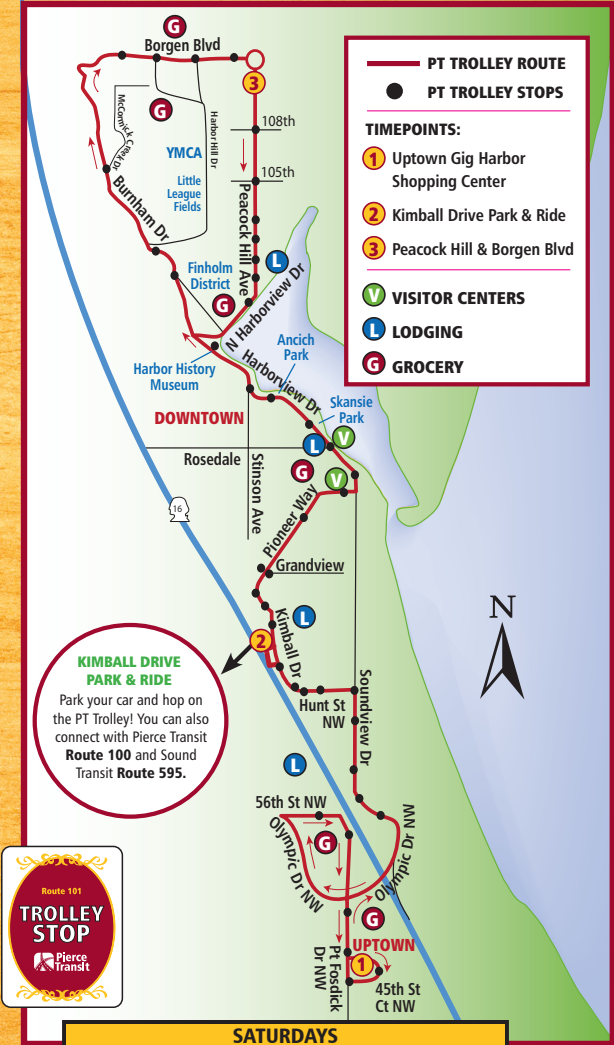 G
Borgen Blvd
3
G
McCormick Creek Dr
Harbor Hill Dr
108th
YMCA
105th
Little
League
Fields
Burnham Dr
Peacock Hill Ave
L
Finholm
District
G
N Harborview Dr
Ancich
Park
Harbor History
Museum
Harborview Dr
Skansie
Park
DOWNTOWN
V
L
Rosedale
Stinson Ave
G
V
16
Pioneer Way
Grandview
L
Kimball Dr
2
Hunt St
NW
Soundview Dr
L
56th St NW
Olympic Dr NW
G
Olympic Dr NW
G
UPTOWN
1
Pt Fosdick
Dr NW
45th St
Ct NW
N
PT TROLLEY ROUTE
PT TROLLEY STOPS
TIMEPOINTS:
1 Uptown Gig Harbor
Shopping Center
2 Kimball Drive Park & Ride
3 Peacock Hill & Borgen Blvd
V VISITOR CENTERS
L LODGING
G GROCERY
KIMBALL DRIVE
PARK & RIDE
Park your car and hop on
the PT Trolley! You can also
connect with Pierce Transit
Route 100 and Sound
Transit Route 595.
Route 101
TROLLEY
STOP
Pierce
Transit
SATURDAYS